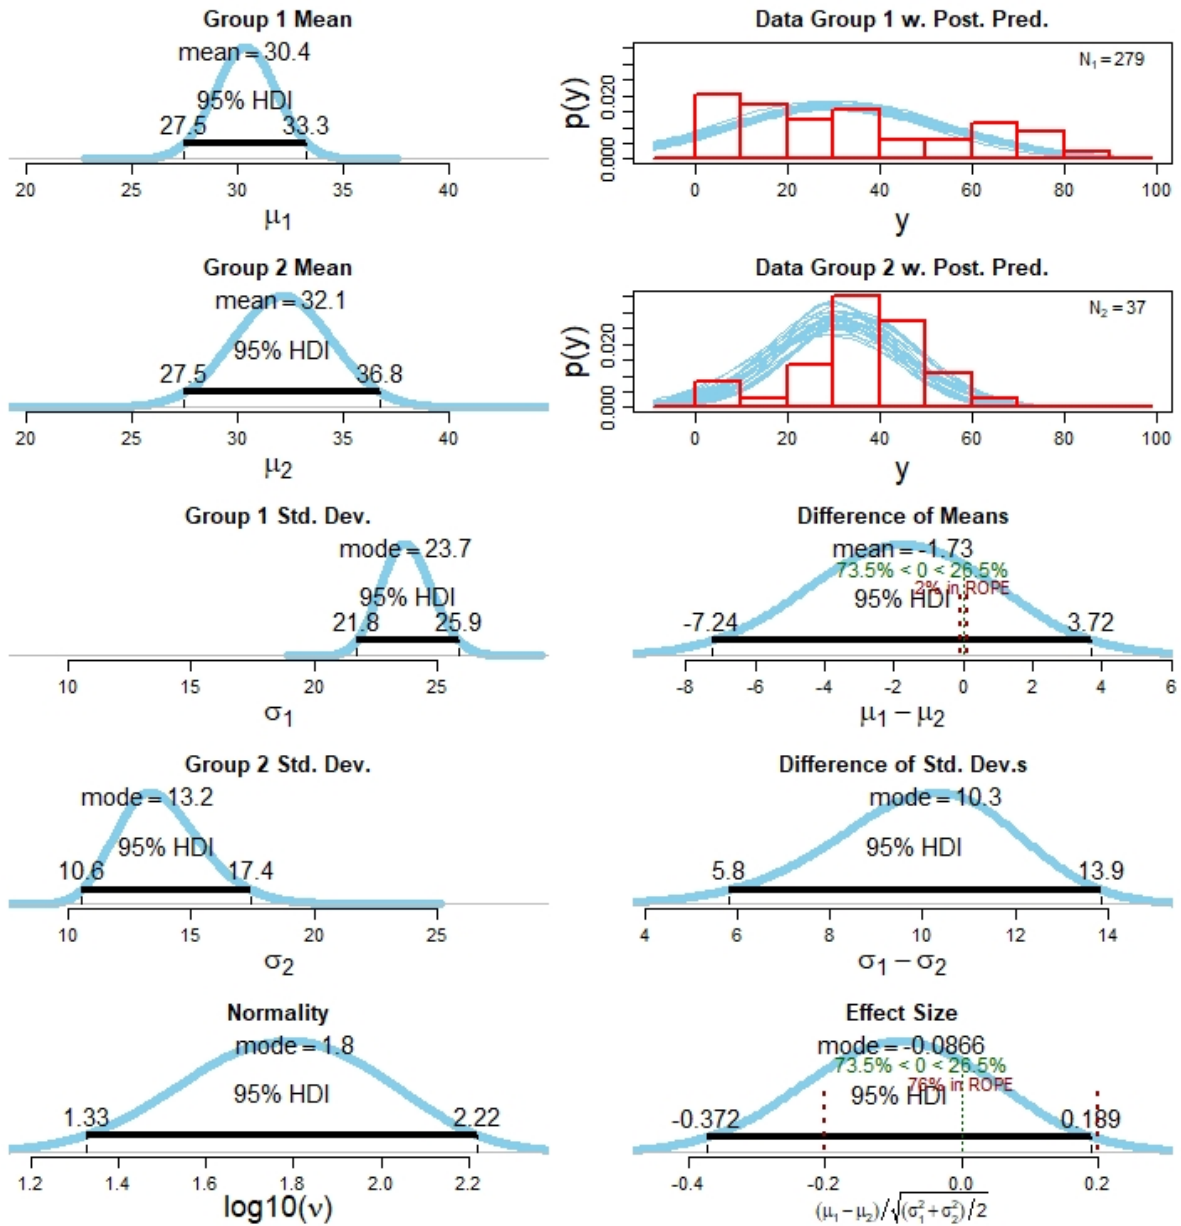 Group 1 Mean
mean = 30.4
95% HDI
27.5 33.3
20 25 30 35 40
μ1
Data Group 1 w. Post. Pred.
N1 = 279
p(y)
0.000 0.020
0 20 40 60 80 100
y
Group 2 Mean
mean = 32.1
95% HDI
27.5 36.8
20 25 30 35 40
μ2
Data Group 2 w. Post. Pred.
N2 = 37
p(y)
0.000 0.020
0 20 40 60 80 100
y
Group 1 Std. Dev.
mode = 23.7
95% HDI
21.8 25.9
10 15 20 25
σ1
Difference of Means
mean = -1.73
73.5% < 0 < 26.5%
2% in ROPE
95% HDI
-7.24 3.72
-8 -6 -4 -2 0 2 4 6
μ1 − μ2
Group 2 Std. Dev.
mode = 13.2
95% HDI
10.6 17.4
10 15 20 25
σ2
Difference of Std. Dev.s
mode = 10.3
95% HDI
5.8 13.9
4 6 8 10 12 14
σ1 − σ2
Normality
mode = 1.8
95% HDI
1.33 2.22
1.2 1.4 1.6 1.8 2.0 2.2
log10(ν)
Effect Size
mode = -0.0866
73.5% < 0 < 26.5%
76% in ROPE
95% HDI
-0.372 0.189
-0.4 -0.2 0.0 0.2
(μ1 − μ2)/√(σ1² + σ2²)/2